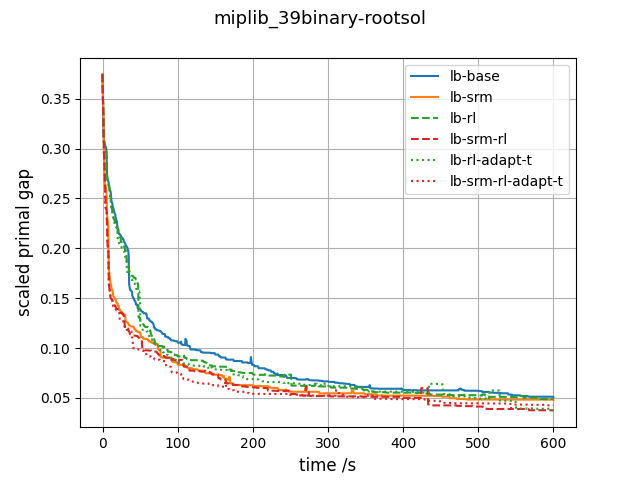 miplib_39binary-rootsol
scaled primal gap
0.35
0.30
0.25
0.20
0.15
0.10
0.05
0
100
200
300
400
500
600
time /s
lb-base
lb-srm
lb-rl
lb-srm-rl
lb-rl-adapt-t
lb-srm-rl-adapt-t